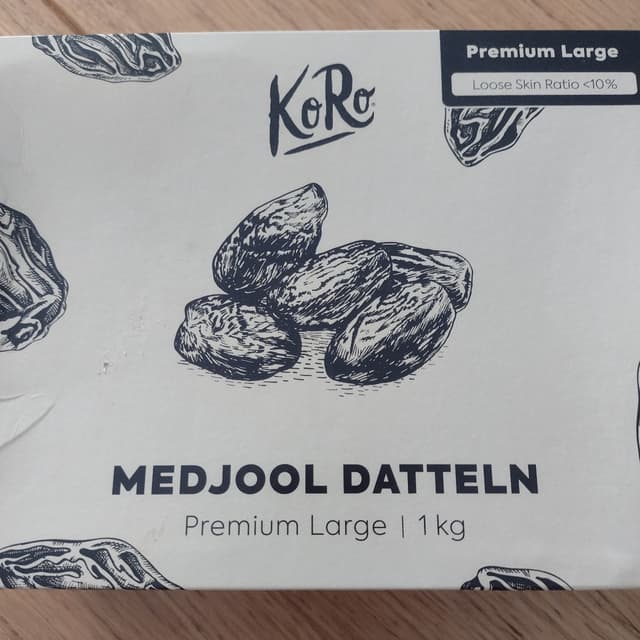 Premium Large
Loose Skin Ratio <10%
KoRo
MEDJOOL DATTELN
Premium Large | 1 kg